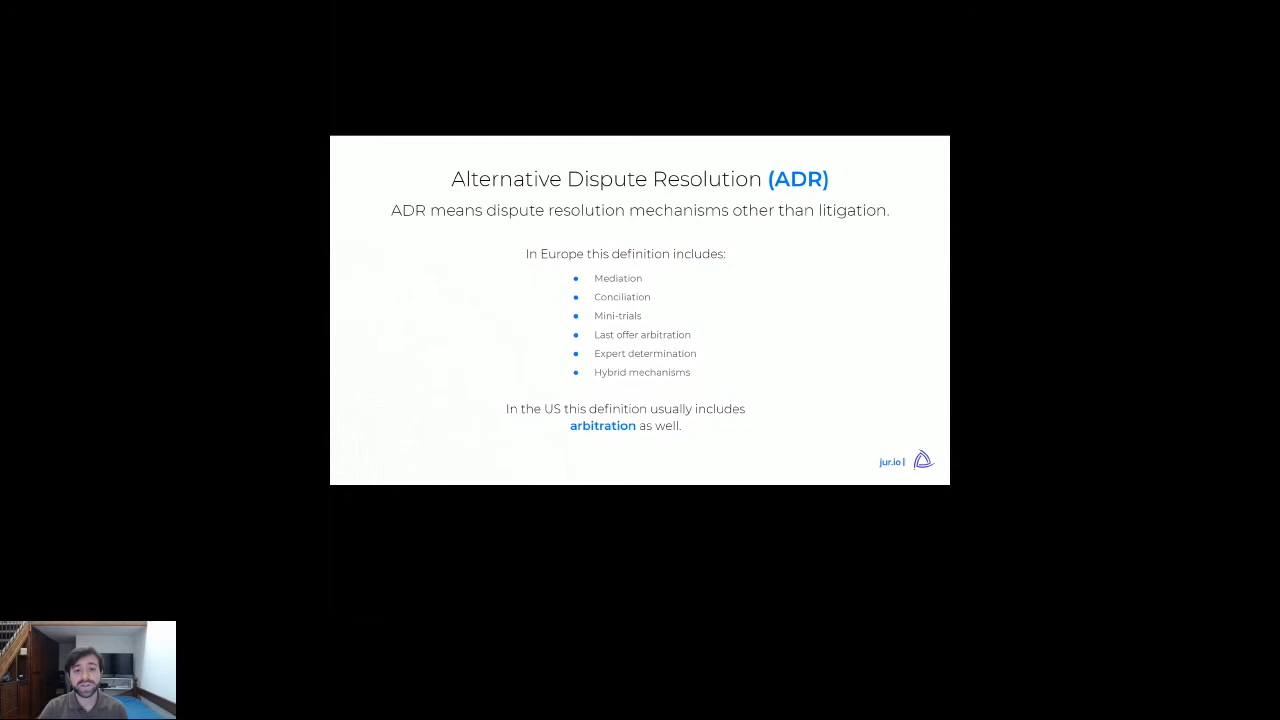 Alternative Dispute Resolution (ADR)
ADR means dispute resolution mechanisms other than litigation.
In Europe this definition includes:
● Mediation
● Conciliation
● Mini-trials
● Last offer arbitration
● Expert determination
● Hybrid mechanisms
In the US this definition usually includes
arbitration as well.
jur.io |